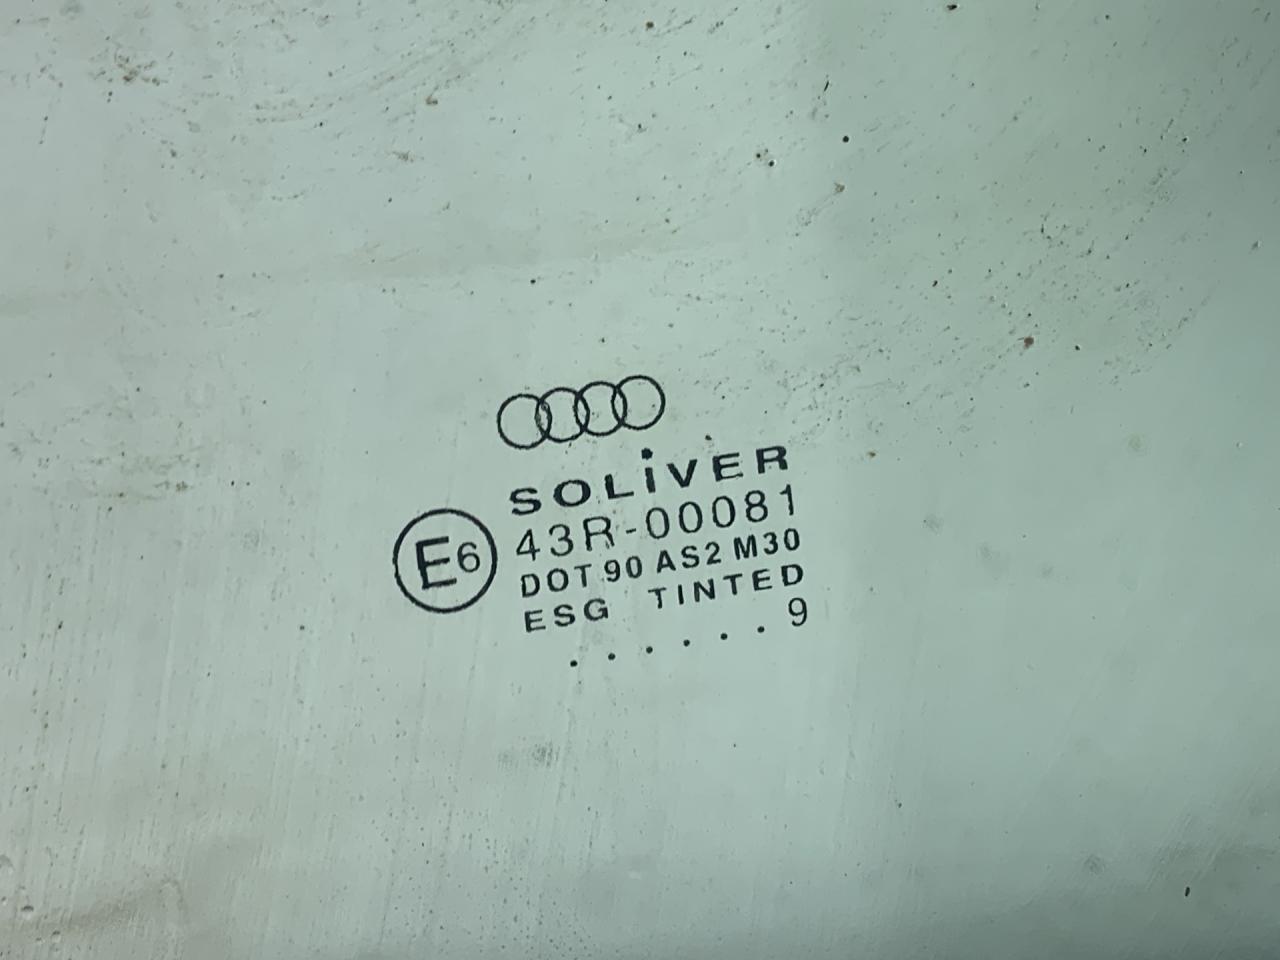 SOLiVER
E6
43R-00081
DOT 90 AS2 M30
ESG TINTED
. . . . . . 9